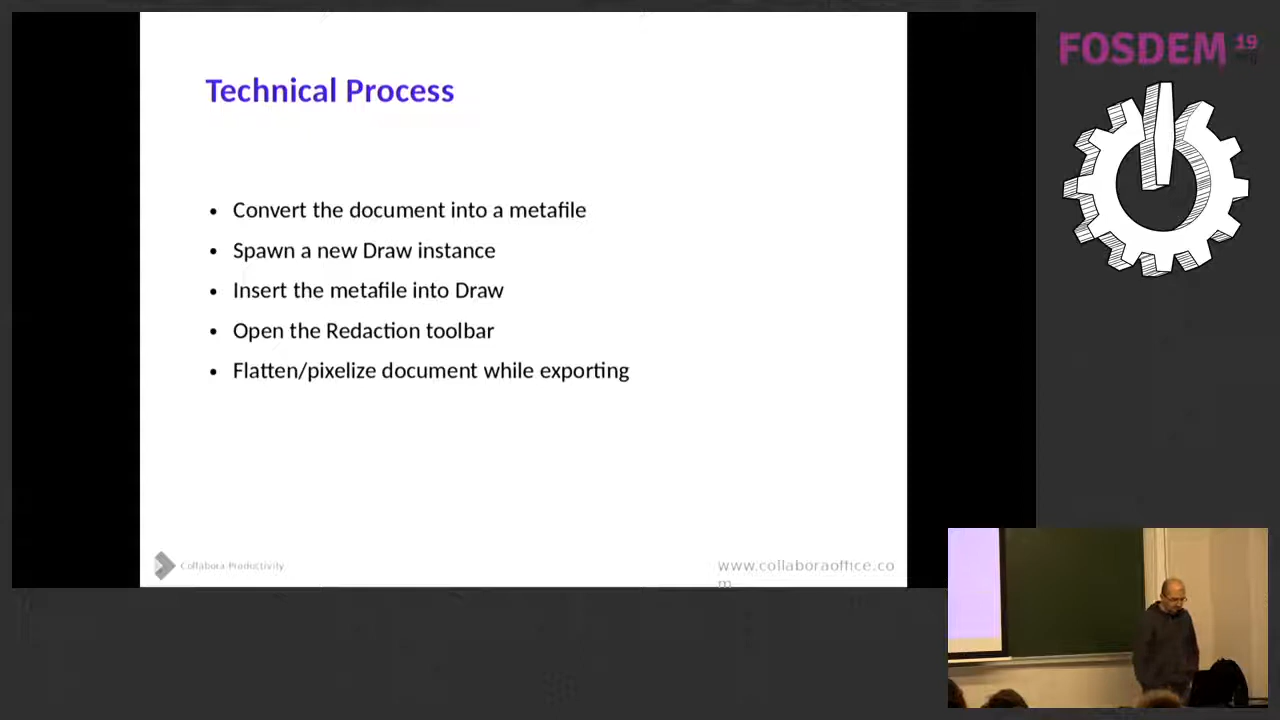 FOSDEM 19
Technical Process
• Convert the document into a metafile
• Spawn a new Draw instance
• Insert the metafile into Draw
• Open the Redaction toolbar
• Flatten/pixelize document while exporting
Collabora Productivity
www.collaboraoffice.co
m